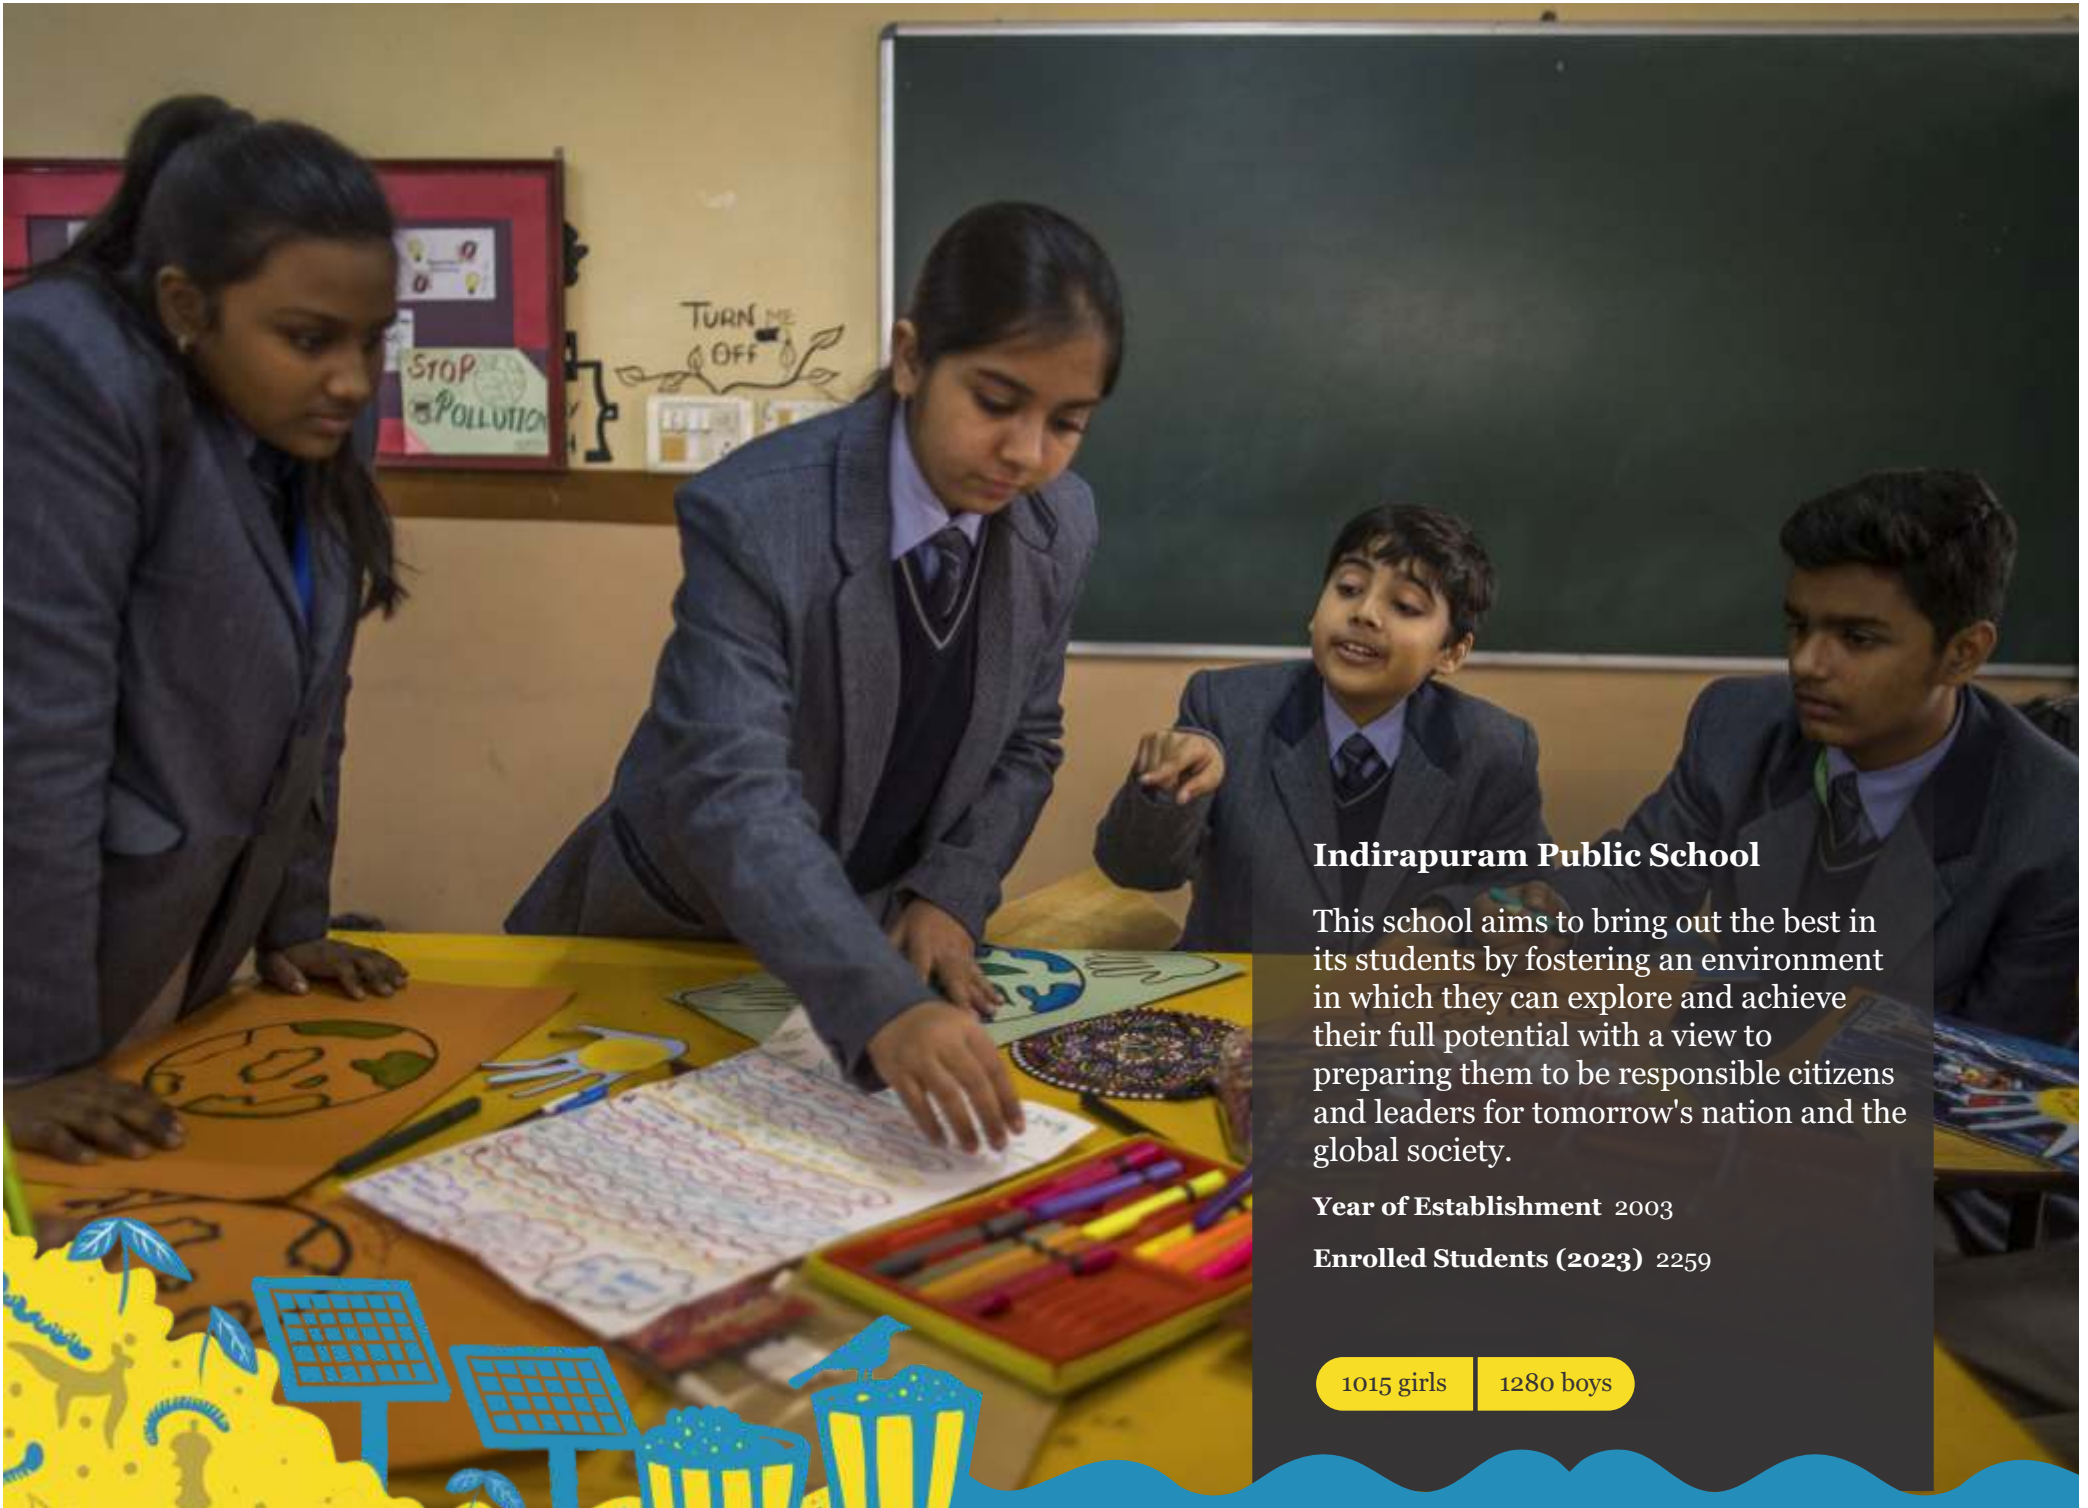 TURN ME
OFF
STOP
POLLUTION
Indirapuram Public School
This school aims to bring out the best in
its students by fostering an environment
in which they can explore and achieve
their full potential with a view to
preparing them to be responsible citizens
and leaders for tomorrow's nation and the
global society.
Year of Establishment 2003
Enrolled Students (2023) 2259
1015 girls
1280 boys